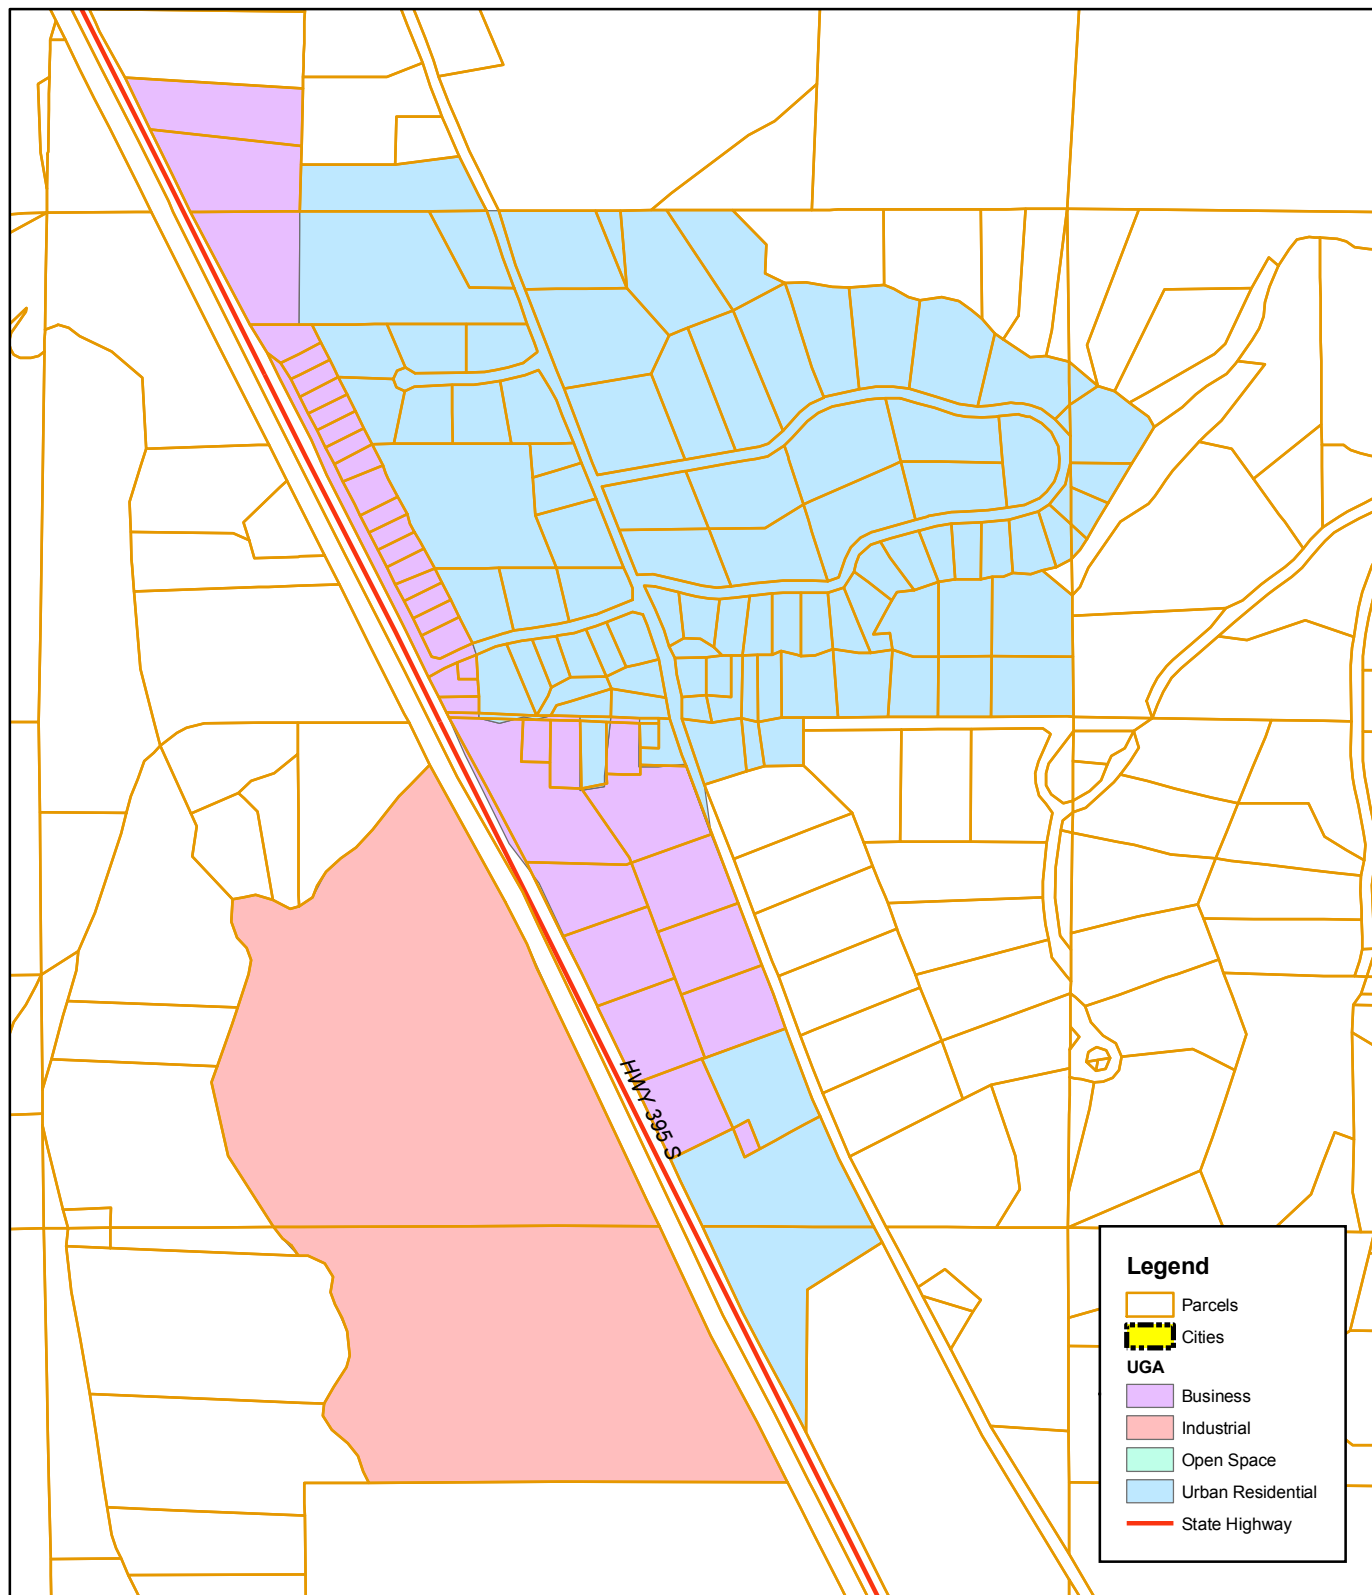 HWY 395 S
Legend
Parcels
Cities
UGA
Business
Industrial
Open Space
Urban Residential
State Highway